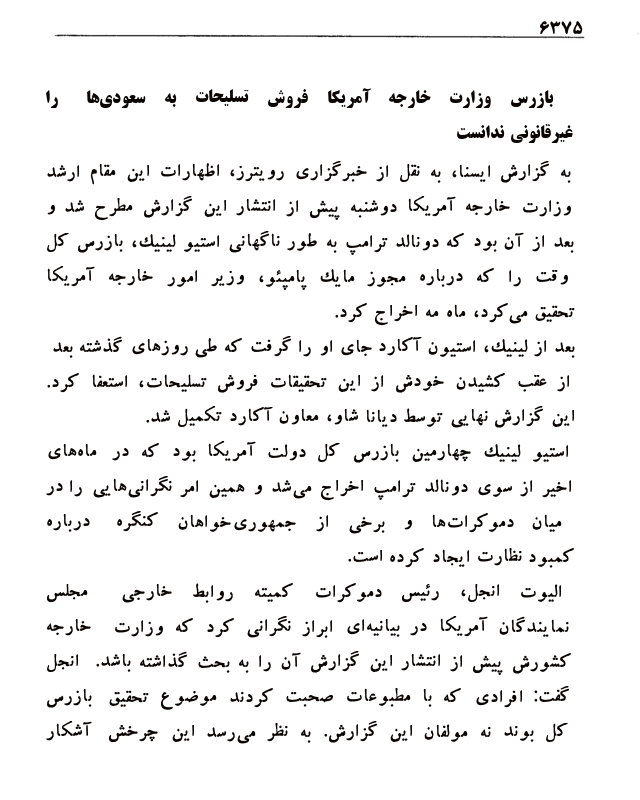 ۶۳۷۵
بازرس وزارت خارجه آمریکا فروش تسلیحات به سعودی‌ها را
غیرقانونی ندانست
به گزارش ایسنا، به نقل از خبرگزاری رویترز، اظهارات این مقام ارشد
وزارت خارجه آمریکا دوشنبه پیش از انتشار این گزارش مطرح شد و
بعد از آن بود که دونالد ترامپ به طور ناگهانی استیو لینیك، بازرس کل
وقت را که درباره مجوز مایك پامپئو، وزیر امور خارجه آمریکا
تحقیق می‌کرد، ماه مه اخراج کرد.
بعد از لینیك، استیون آکارد جای او را گرفت که طی روزهای گذشته بعد
از عقب کشیدن خودش از این تحقیقات فروش تسلیحات، استعفا کرد.
این گزارش نهایی توسط دیانا شاو، معاون آکارد تکمیل شد.
استیو لینیك چهارمین بازرس کل دولت آمریکا بود که در ماه‌های
اخیر از سوی دونالد ترامپ اخراج می‌شد و همین امر نگرانی‌هایی را در
میان دموکرات‌ها و برخی از جمهوری‌خواهان کنگره درباره
کمبود نظارت ایجاد کرده است.
الیوت انجل، رئیس دموکرات کمیته روابط خارجی مجلس
نمایندگان آمریکا در بیانیه‌ای ابراز نگرانی کرد که وزارت خارجه
کشورش پیش از انتشار این گزارش آن را به بحث گذاشته باشد. انجل
گفت: افرادی که با مطبوعات صحبت کردند موضوع تحقیق بازرس
کل بوند نه مولفان این گزارش. به نظر می‌رسد این چرخش آشکار